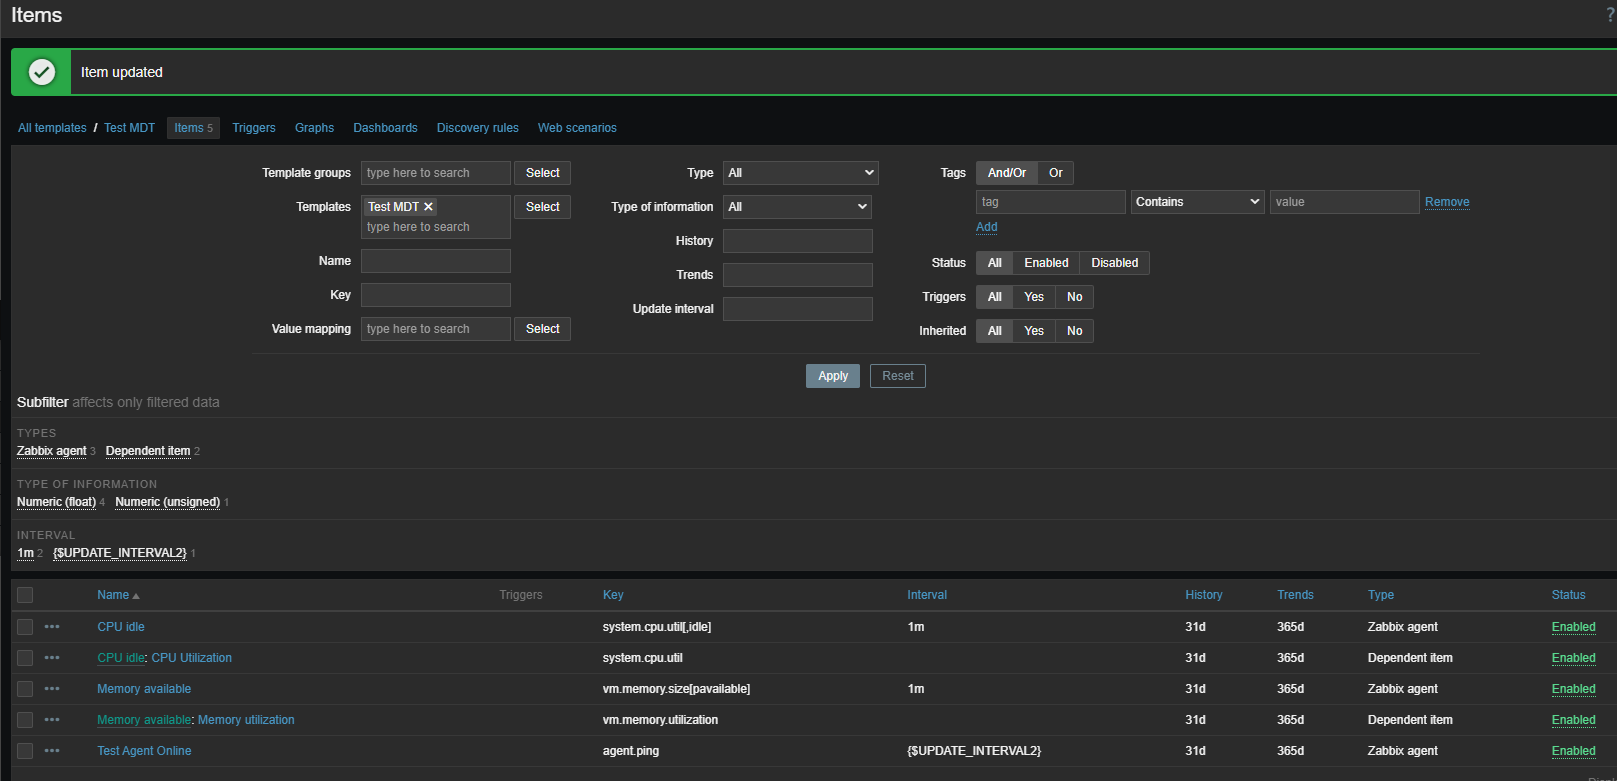 Items
?
Item updated
All templates / Test MDT Items 5 Triggers Graphs Dashboards Discovery rules Web scenarios
Template groups type here to search Select Type All Tags And/Or Or
Templates Test MDT ✕ Select Type of information All tag Contains value Remove
type here to search Add
Name History Status All Enabled Disabled
Key Trends Triggers All Yes No
Value mapping type here to search Select Update interval Inherited All Yes No
Apply Reset
Subfilter affects only filtered data
TYPES
Zabbix agent 3 Dependent item 2
TYPE OF INFORMATION
Numeric (float) 4 Numeric (unsigned) 1
INTERVAL
1m 2 {$UPDATE_INTERVAL2} 1
Name Triggers Key Interval History Trends Type Status
CPU idle system.cpu.util[,idle] 1m 31d 365d Zabbix agent Enabled
CPU idle: CPU Utilization system.cpu.util 31d 365d Dependent item Enabled
Memory available vm.memory.size[pavailable] 1m 31d 365d Zabbix agent Enabled
Memory available: Memory utilization vm.memory.utilization 31d 365d Dependent item Enabled
Test Agent Online agent.ping {$UPDATE_INTERVAL2} 31d 365d Zabbix agent Enabled